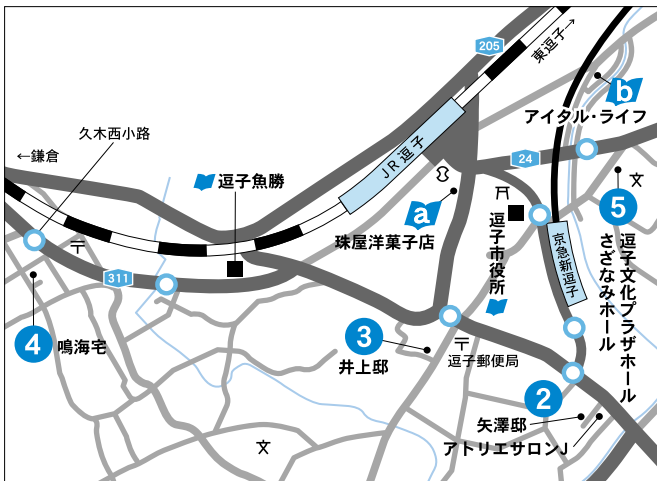 205
東逗子→
b
アイタル・ライフ
久木西小路
←鎌倉
JR逗子
24
逗子魚勝
a
珠屋洋菓子店
逗子市役所
京急新逗子
5
逗子文化プラザホール
さざなみホール
311
4
鳴海宅
3
井上邸
逗子郵便局
2
矢澤邸
アトリエサロンJ